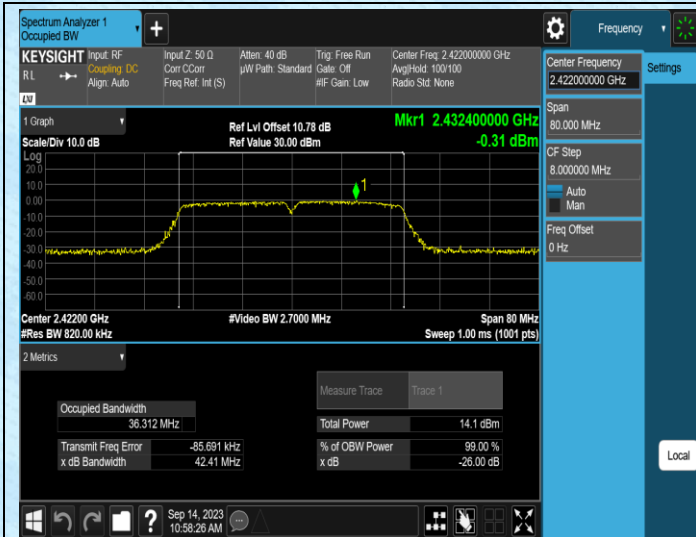 Spectrum Analyzer 1
Occupied BW
Frequency
KEYSIGHT
Input: RF
Coupling: DC
Align: Auto
Input Z: 50 Ω
Corr CCorr
Freq Ref: Int (S)
Atten: 40 dB
µW Path: Standard
Trig: Free Run
Gate: Off
#IF Gain: Low
Center Freq: 2.422000000 GHz
Avg|Hold: 100/100
Radio Std: None
RL
LXI
Center Frequency
2.422000000 GHz
Settings
Span
80.000 MHz
CF Step
8.000000 MHz
Auto
Man
Freq Offset
0 Hz
1 Graph
Ref Lvl Offset 10.78 dB
Mkr1 2.432400000 GHz
Scale/Div 10.0 dB
Ref Value 30.00 dBm
-0.31 dBm
Log
20.0
10.0
0.00
-10.0
-20.0
-30.0
-40.0
-50.0
-60.0
1
Center 2.42200 GHz
#Video BW 2.7000 MHz
Span 80 MHz
#Res BW 820.00 kHz
Sweep 1.00 ms (1001 pts)
2 Metrics
Measure Trace
Trace 1
Occupied Bandwidth
36.312 MHz
Total Power
14.1 dBm
Transmit Freq Error
-85.691 kHz
% of OBW Power
99.00 %
x dB Bandwidth
42.41 MHz
x dB
-26.00 dB
Local
Sep 14, 2023
10:58:26 AM